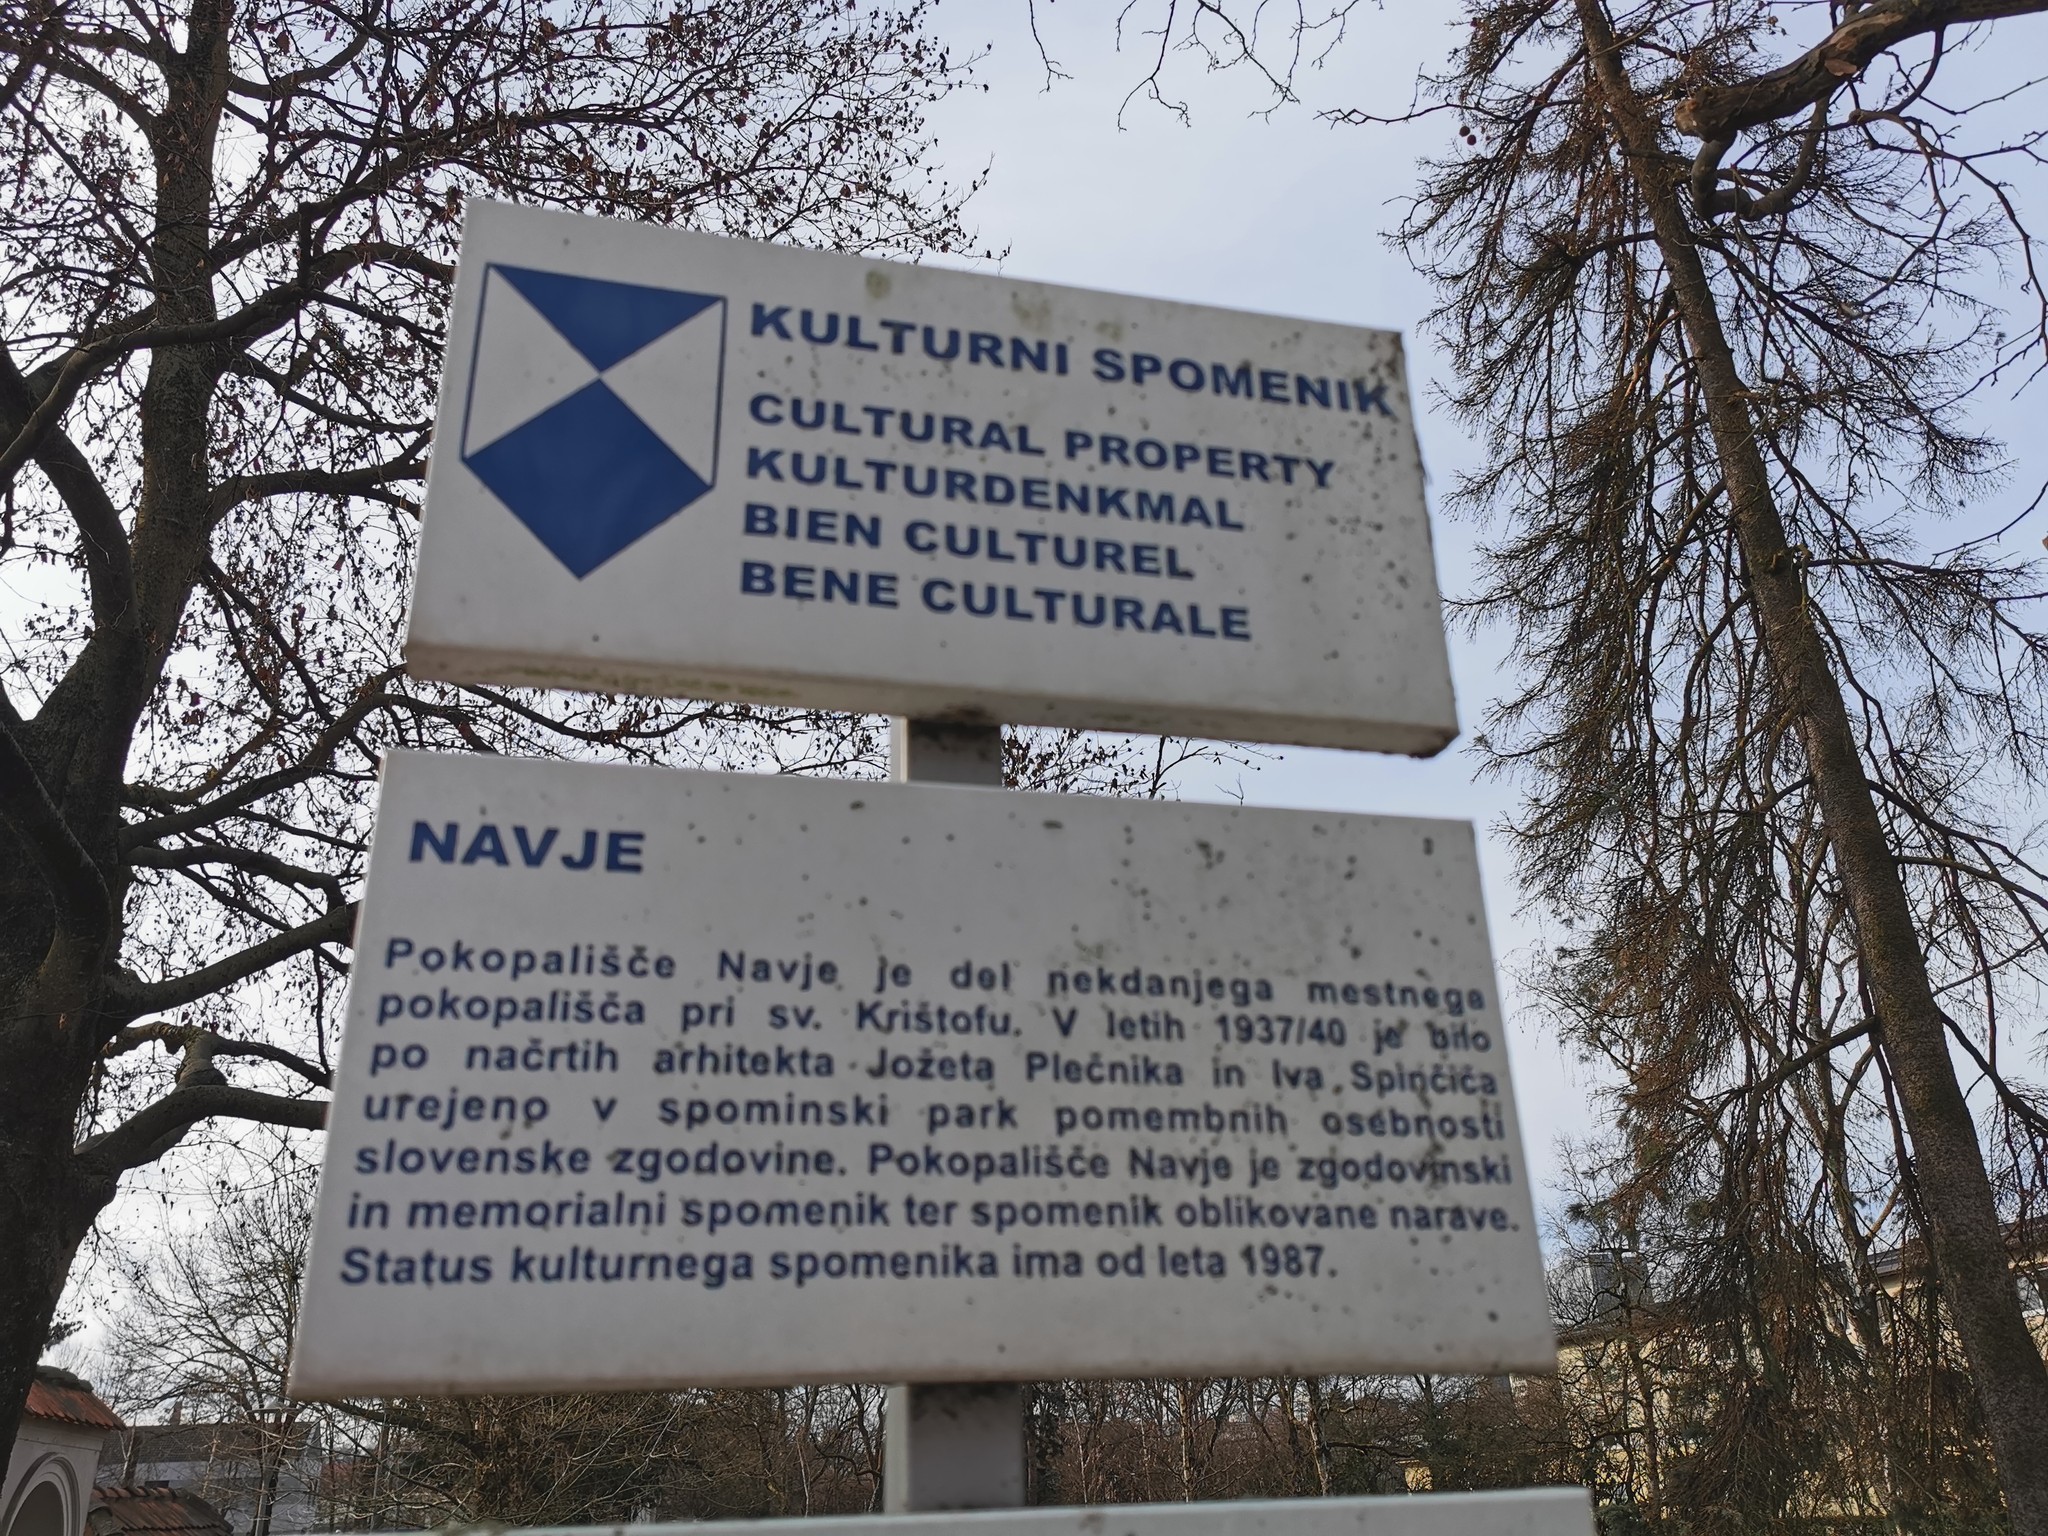 KULTURNI SPOMENIK
CULTURAL PROPERTY
KULTURDENKMAL
BIEN CULTUREL
BENE CULTURALE
NAVJE
Pokopališče Navje je del nekdanjega mestnega
pokopališča pri sv. Krištofu. V letih 1937/40 je bilo
po načrtih arhitekta Jožeta Plečnika in Iva Spinčiča
urejeno v spominski park pomembnih osebnosti
slovenske zgodovine. Pokopališče Navje je zgodovinski
in memorialni spomenik ter spomenik oblikovane narave.
Status kulturnega spomenika ima od leta 1987.